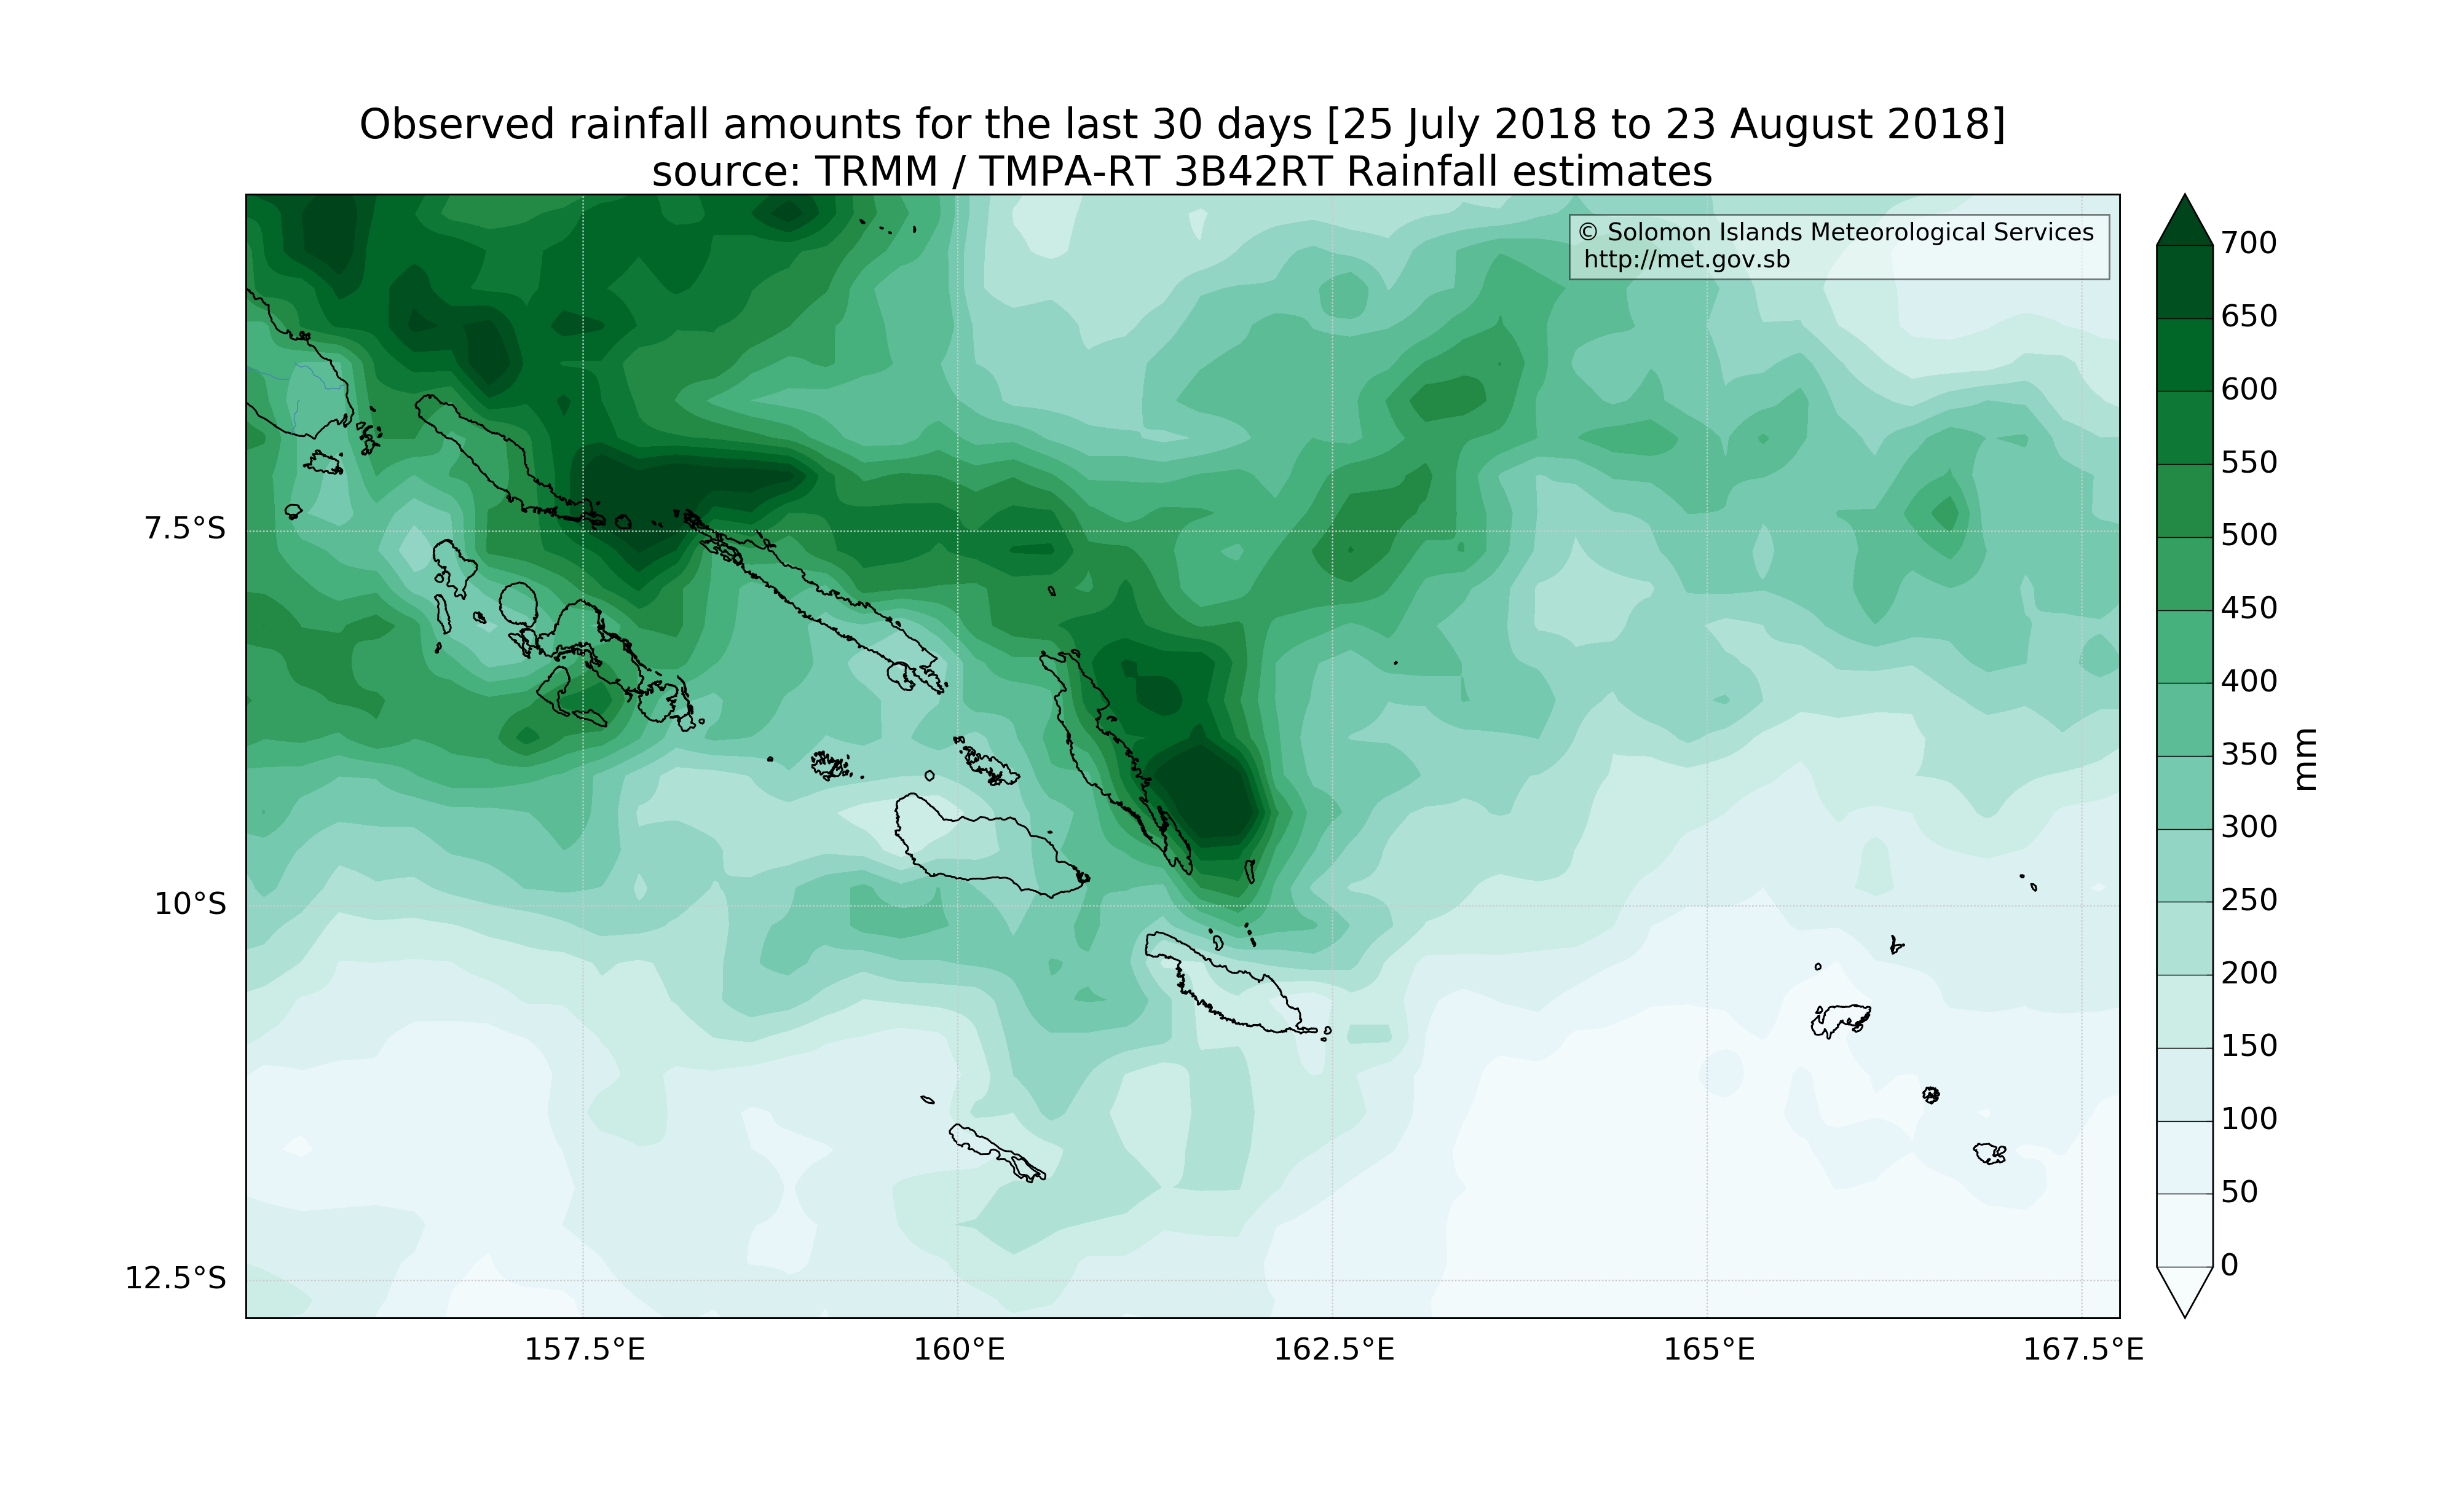 Observed rainfall amounts for the last 30 days [25 July 2018 to 23 August 2018]
source: TRMM / TMPA-RT 3B42RT Rainfall estimates
© Solomon Islands Meteorological Services
http://met.gov.sb
7.5°S
10°S
12.5°S
157.5°E
160°E
162.5°E
165°E
167.5°E
700
650
600
550
500
450
400
350
300
250
200
150
100
50
0
mm